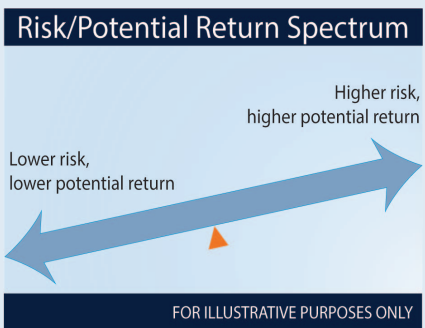 Risk/Potential Return Spectrum
Higher risk,
higher potential return
Lower risk,
lower potential return
FOR ILLUSTRATIVE PURPOSES ONLY